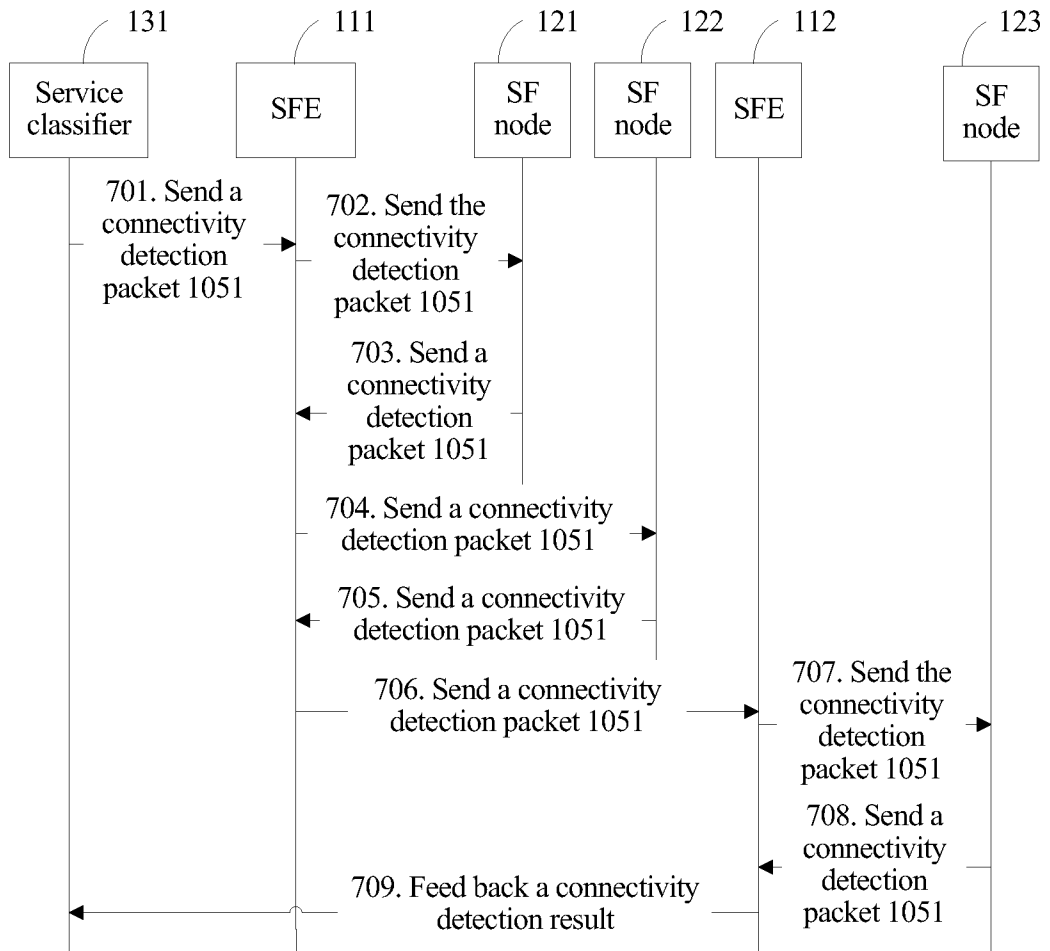 131
111
121
122
112
123
Service
classifier
SFE
SF
node
SF
node
SFE
SF
node
701. Send a
connectivity
detection
packet 1051
702. Send the
connectivity
detection
packet 1051
703. Send a
connectivity
detection
packet 1051
704. Send a connectivity
detection packet 1051
705. Send a connectivity
detection packet 1051
706. Send a connectivity
detection packet 1051
707. Send the
connectivity
detection
packet 1051
708. Send a
connectivity
detection
packet 1051
709. Feed back a connectivity
detection result